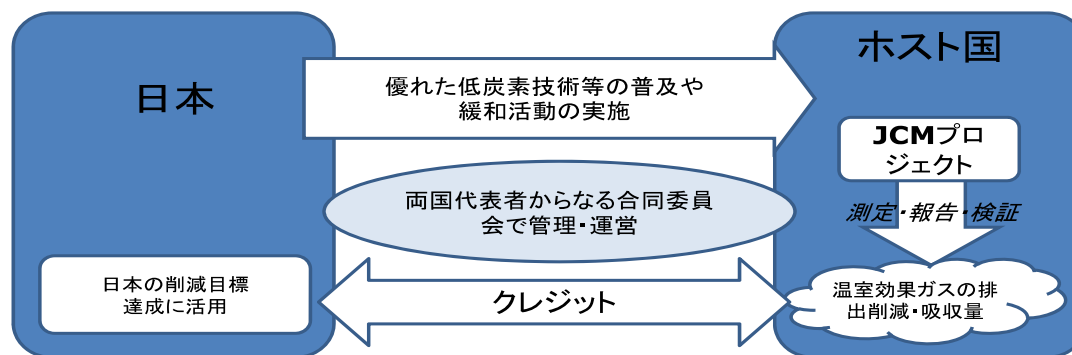 日本
優れた低炭素技術等の普及や
緩和活動の実施
ホスト国
JCMプロ
ジェクト
測定・報告・検証
両国代表者からなる合同委員
会で管理・運営
日本の削減目標
達成に活用
クレジット
温室効果ガスの排
出削減・吸収量